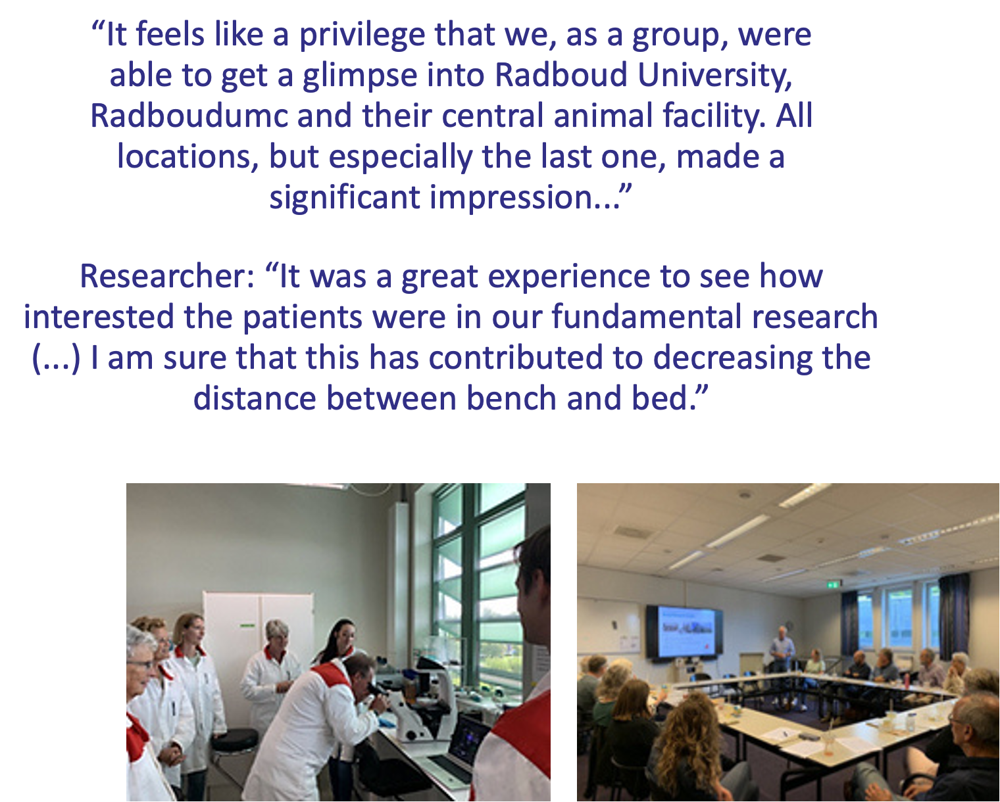 “It feels like a privilege that we, as a group, were
able to get a glimpse into Radboud University,
Radboudumc and their central animal facility. All
locations, but especially the last one, made a
significant impression...”
Researcher: “It was a great experience to see how
interested the patients were in our fundamental research
(...) I am sure that this has contributed to decreasing the
distance between bench and bed.”